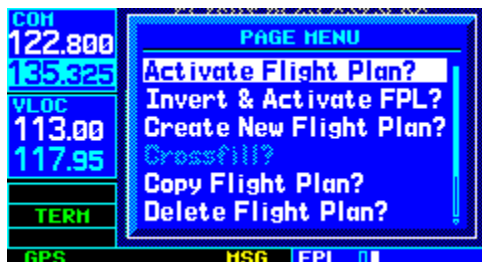 COM
122.800
135.325
VLOC
113.00
117.95
TERM
GPS
PAGE MENU
Activate Flight Plan?
Invert & Activate FPL?
Create New Flight Plan?
Crossfill?
Copy Flight Plan?
Delete Flight Plan?
MSG
FPL